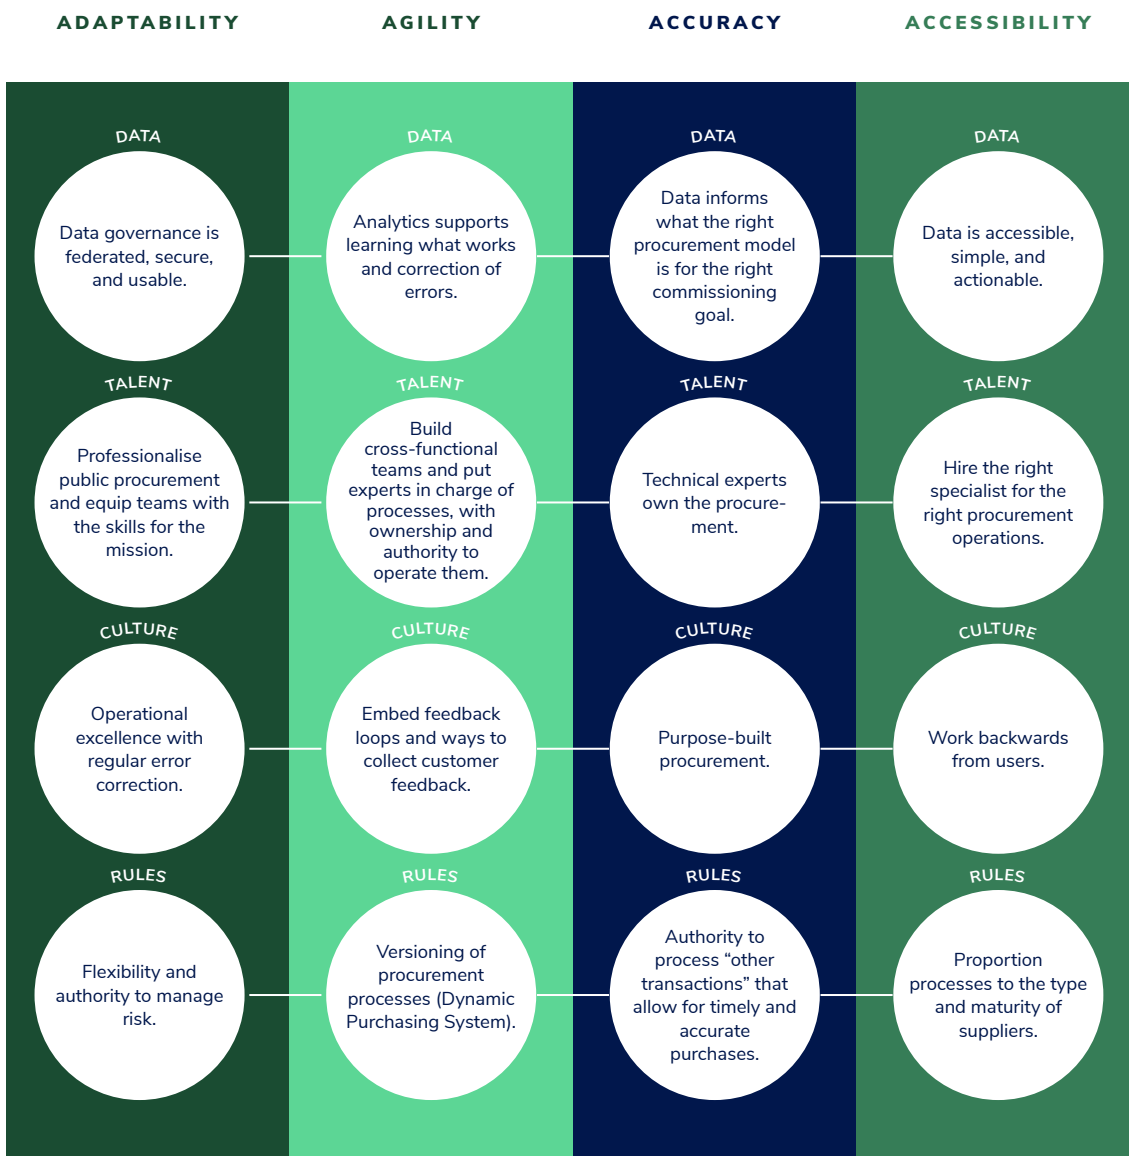 ADAPTABILITY
AGILITY
ACCURACY
ACCESSIBILITY
DATA
Data governance is
federated, secure,
and usable.
DATA
Analytics supports
learning what works
and correction of
errors.
DATA
Data informs
what the right
procurement model
is for the right
commissioning
goal.
DATA
Data is accessible,
simple, and
actionable.
TALENT
Professionalise
public procurement
and equip teams with
the skills for the
mission.
TALENT
Build
cross-functional
teams and put
experts in charge of
processes, with
ownership and
authority to
operate them.
TALENT
Technical experts
own the procure-
ment.
TALENT
Hire the right
specialist for the
right procurement
operations.
CULTURE
Operational
excellence with
regular error
correction.
CULTURE
Embed feedback
loops and ways to
collect customer
feedback.
CULTURE
Purpose-built
procurement.
CULTURE
Work backwards
from users.
RULES
Flexibility and
authority to manage
risk.
RULES
Versioning of
procurement
processes (Dynamic
Purchasing System).
RULES
Authority to
process “other
transactions” that
allow for timely and
accurate
purchases.
RULES
Proportion
processes to the type
and maturity of
suppliers.